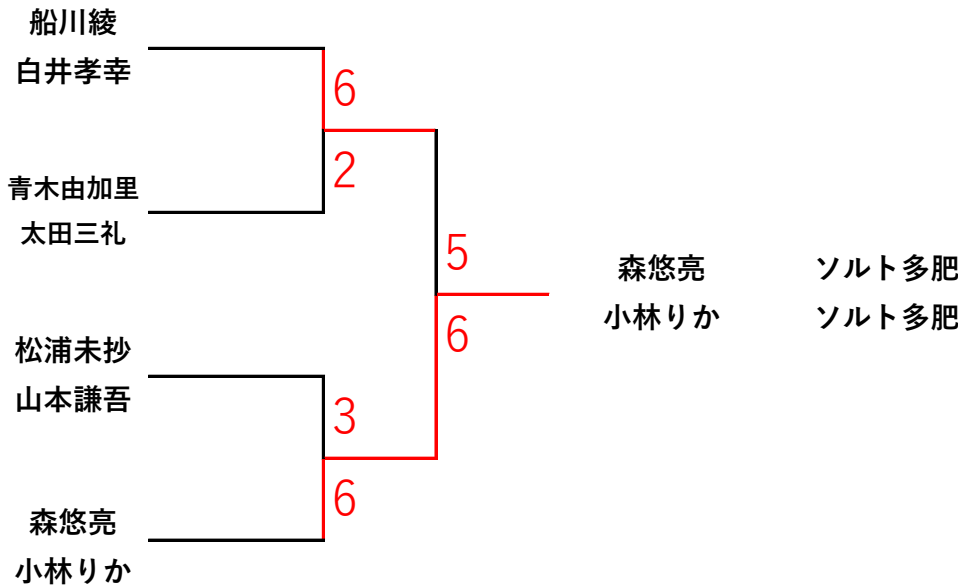 船川綾
白井孝幸
6
2
青木由加里
太田三礼
5
森悠亮 ソルト多肥
小林りか ソルト多肥
6
松浦未抄
山本謙吾
3
6
森悠亮
小林りか